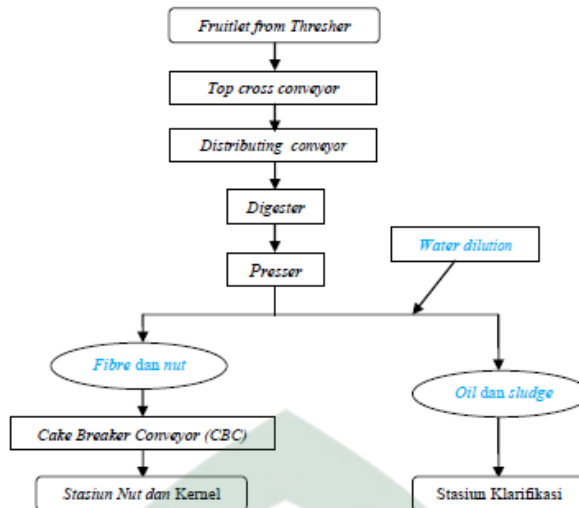 Fruitlet from Thresher
Top cross conveyor
Distributing conveyor
Digester
Water dilution
Presser
Fibre dan nut
Oil dan sludge
Cake Breaker Conveyor (CBC)
Stasiun Nut dan Kernel
Stasiun Klarifikasi